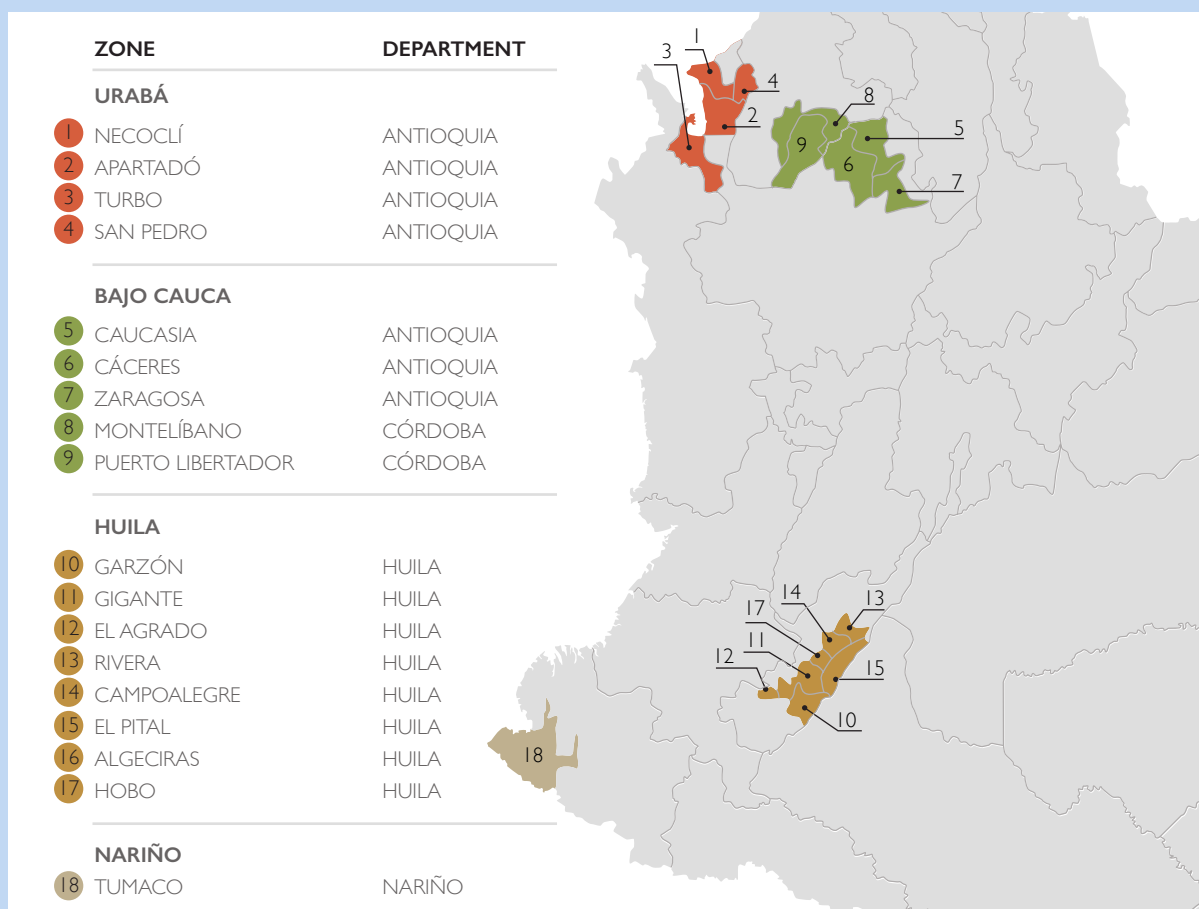 ZONE DEPARTMENT
URABÁ
1 NECOCLÍ ANTIOQUIA
2 APARTADÓ ANTIOQUIA
3 TURBO ANTIOQUIA
4 SAN PEDRO ANTIOQUIA
BAJO CAUCA
5 CAUCASIA ANTIOQUIA
6 CÁCERES ANTIOQUIA
7 ZARAGOSA ANTIOQUIA
8 MONTELÍBANO CÓRDOBA
9 PUERTO LIBERTADOR CÓRDOBA
HUILA
10 GARZÓN HUILA
11 GIGANTE HUILA
12 EL AGRADO HUILA
13 RIVERA HUILA
14 CAMPOALEGRE HUILA
15 EL PITAL HUILA
16 ALGECIRAS HUILA
17 HOBO HUILA
NARIÑO
18 TUMACO NARIÑO
1
3
4
2
8
5
9
6
7
14
13
17
11
12
15
10
18